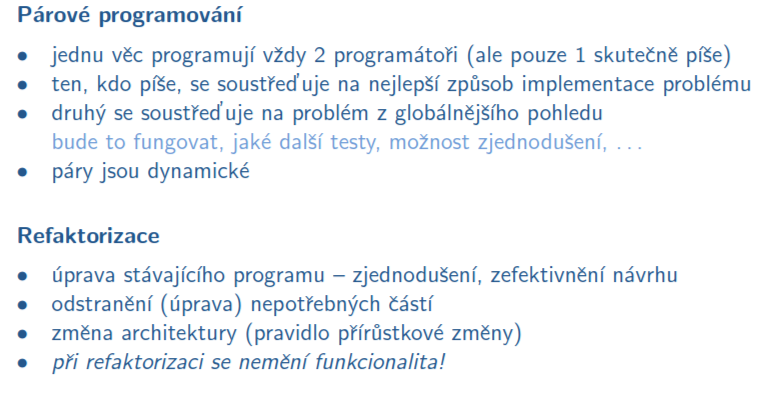 Párové programování
• jednu věc programují vždy 2 programátoři (ale pouze 1 skutečně píše)
• ten, kdo píše, se soustřeďuje na nejlepší způsob implementace problému
• druhý se soustřeďuje na problém z globálnějšího pohledu
bude to fungovat, jaké další testy, možnost zjednodušení, ...
• páry jsou dynamické
Refaktorizace
• úprava stávajícího programu – zjednodušení, zefektivnění návrhu
• odstranění (úprava) nepotřebných částí
• změna architektury (pravidlo přírůstkové změny)
• při refaktorizaci se nemění funkcionalita!